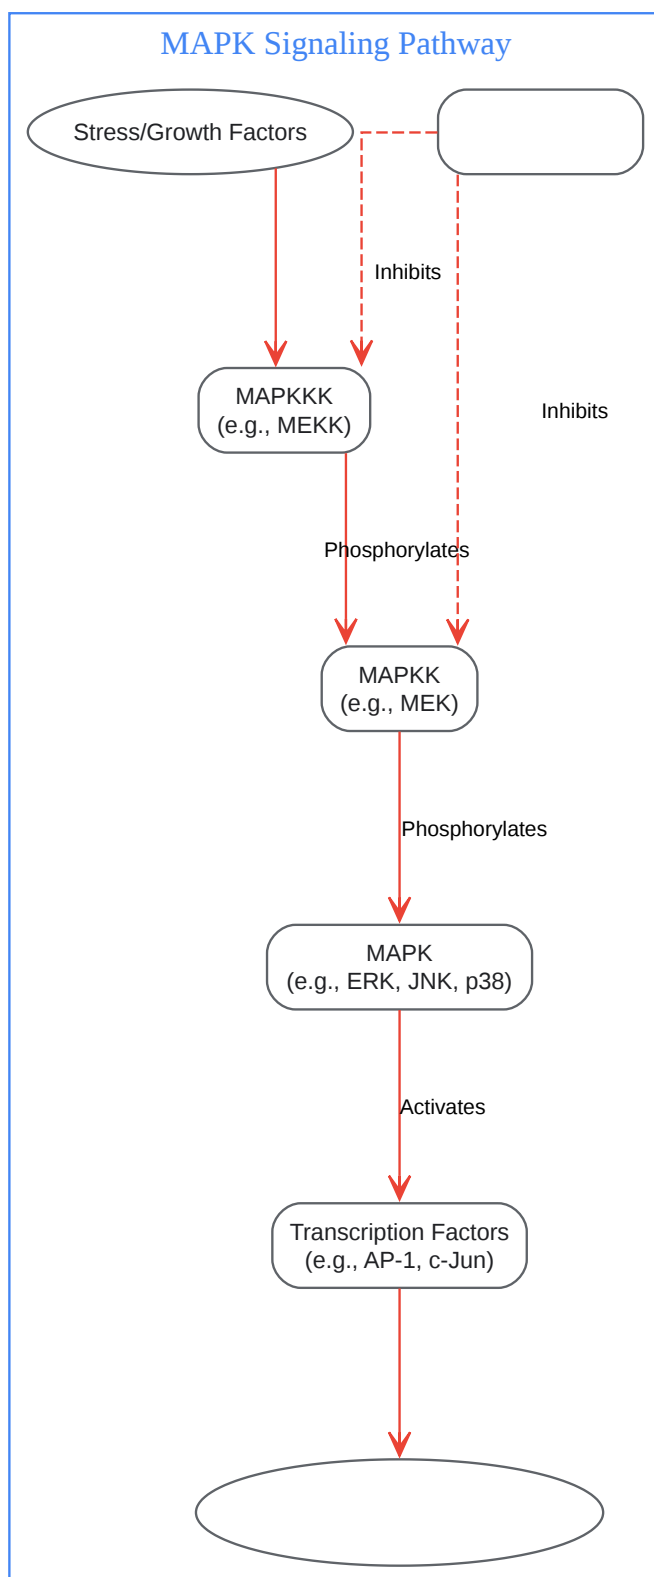 MAPK Signaling Pathway
Stress/Growth Factors
Inhibits
MAPKKK
(e.g., MEKK)
Inhibits
Phosphorylates
MAPKK
(e.g., MEK)
Phosphorylates
MAPK
(e.g., ERK, JNK, p38)
Activates
Transcription Factors
(e.g., AP-1, c-Jun)